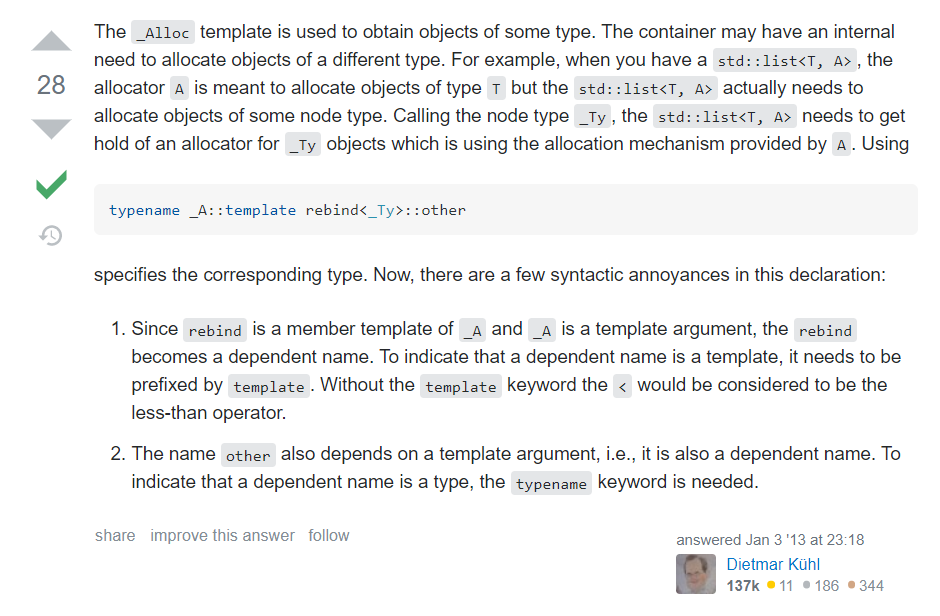 The _Alloc template is used to obtain objects of some type. The container may have an internal
need to allocate objects of a different type. For example, when you have a std::list<T, A>, the
28
allocator A is meant to allocate objects of type T but the std::list<T, A> actually needs to
allocate objects of some node type. Calling the node type _Ty, the std::list<T, A> needs to get
hold of an allocator for _Ty objects which is using the allocation mechanism provided by A. Using
typename _A::template rebind<_Ty>::other
specifies the corresponding type. Now, there are a few syntactic annoyances in this declaration:
1. Since rebind is a member template of _A and _A is a template argument, the rebind
becomes a dependent name. To indicate that a dependent name is a template, it needs to be
prefixed by template. Without the template keyword the < would be considered to be the
less-than operator.
2. The name other also depends on a template argument, i.e., it is also a dependent name. To
indicate that a dependent name is a type, the typename keyword is needed.
share improve this answer follow
answered Jan 3 '13 at 23:18
Dietmar Kühl
137k 11 186 344